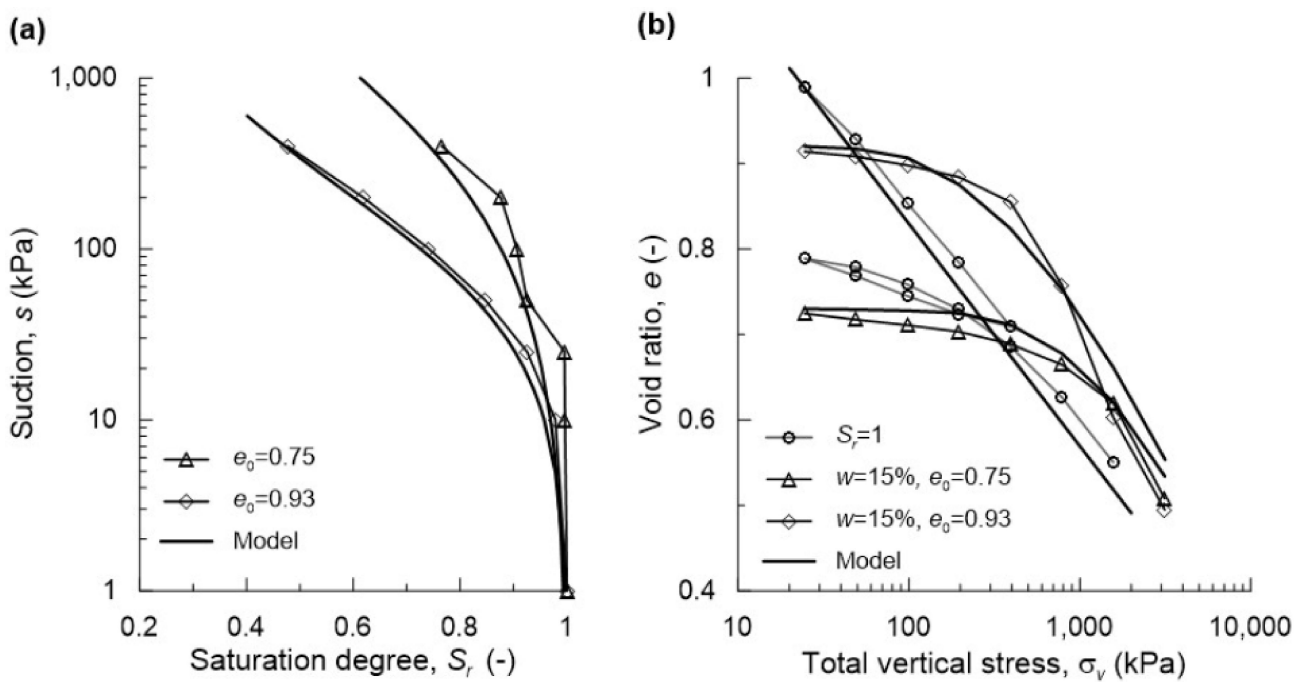 (a)
Suction, s (kPa)
1,000
100
10
1
e₀=0.75
e₀=0.93
Model
0.2 0.4 0.6 0.8 1
Saturation degree, Sᵣ (-)
(b)
Void ratio, e (-)
1
0.8
0.6
0.4
Sᵣ=1
w=15%, e₀=0.75
w=15%, e₀=0.93
Model
10 100 1,000 10,000
Total vertical stress, σᵥ (kPa)